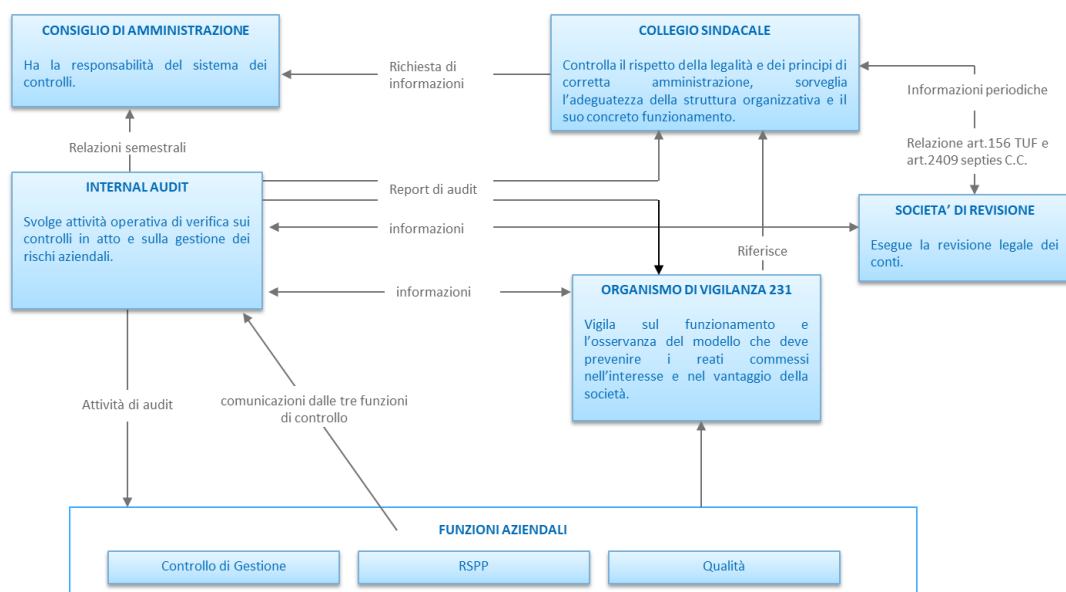 CONSIGLIO DI AMMINISTRAZIONE
Ha la responsabilità del sistema dei
controlli.
COLLEGIO SINDACALE
Controlla il rispetto della legalità e dei principi di
corretta amministrazione, sorveglia
l'adeguatezza della struttura organizzativa e il
suo concreto funzionamento.
Richiesta di
informazioni
Informazioni periodiche
Relazione art.156 TUF e
art.2409 septies C.C.
Relazioni semestrali
INTERNAL AUDIT
Svolge attività operativa di verifica sui
controlli in atto e sulla gestione dei
rischi aziendali.
Report di audit
informazioni
SOCIETA' DI REVISIONE
Esegue la revisione legale dei
conti.
Riferisce
informazioni
ORGANISMO DI VIGILANZA 231
Vigila sul funzionamento e
l'osservanza del modello che deve
prevenire i reati commessi
nell'interesse e nel vantaggio della
società.
Attività di audit
comunicazioni dalle tre funzioni
di controllo
FUNZIONI AZIENDALI
Controllo di Gestione
RSPP
Qualità